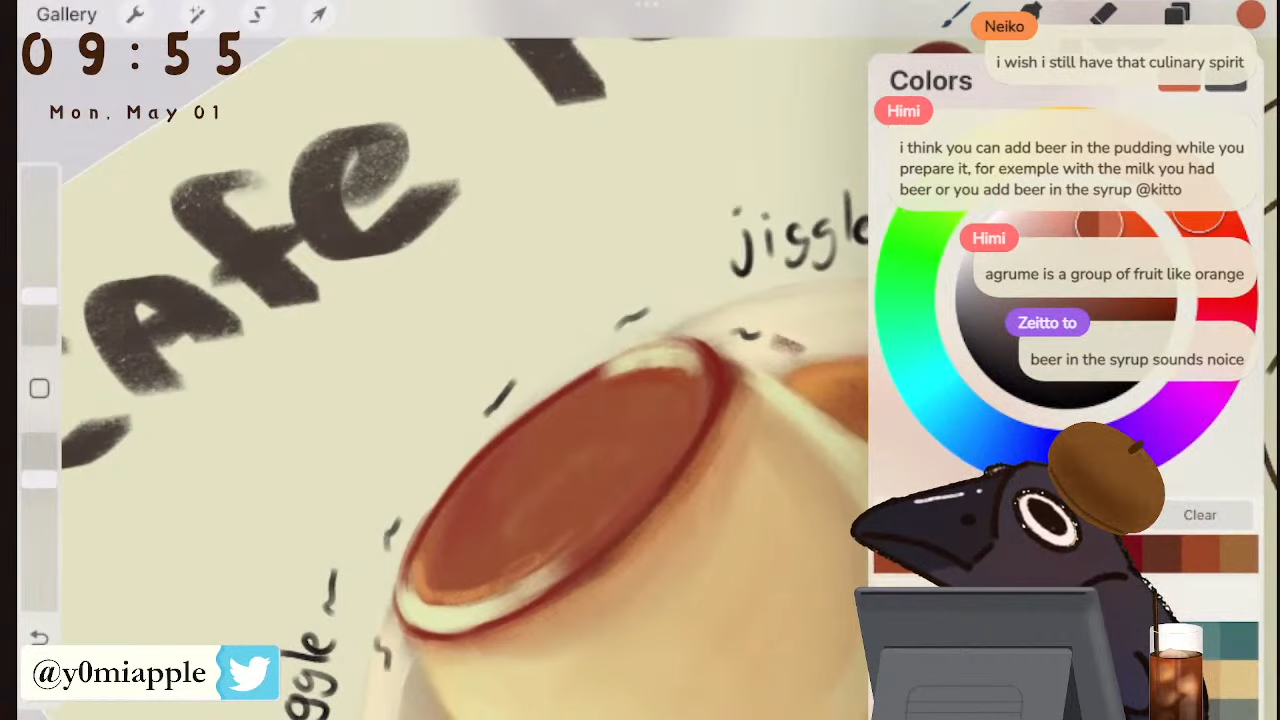 Gallery
09:55
Mon, May 01
afe
jiggle
ggle ~
Colors
Neiko
i wish i still have that culinary spirit
Himi
i think you can add beer in the pudding while you
prepare it, for exemple with the milk you had
beer or you add beer in the syrup @kitto
Himi
agrume is a group of fruit like orange
Zeitto to
beer in the syrup sounds noice
Clear
@y0miapple